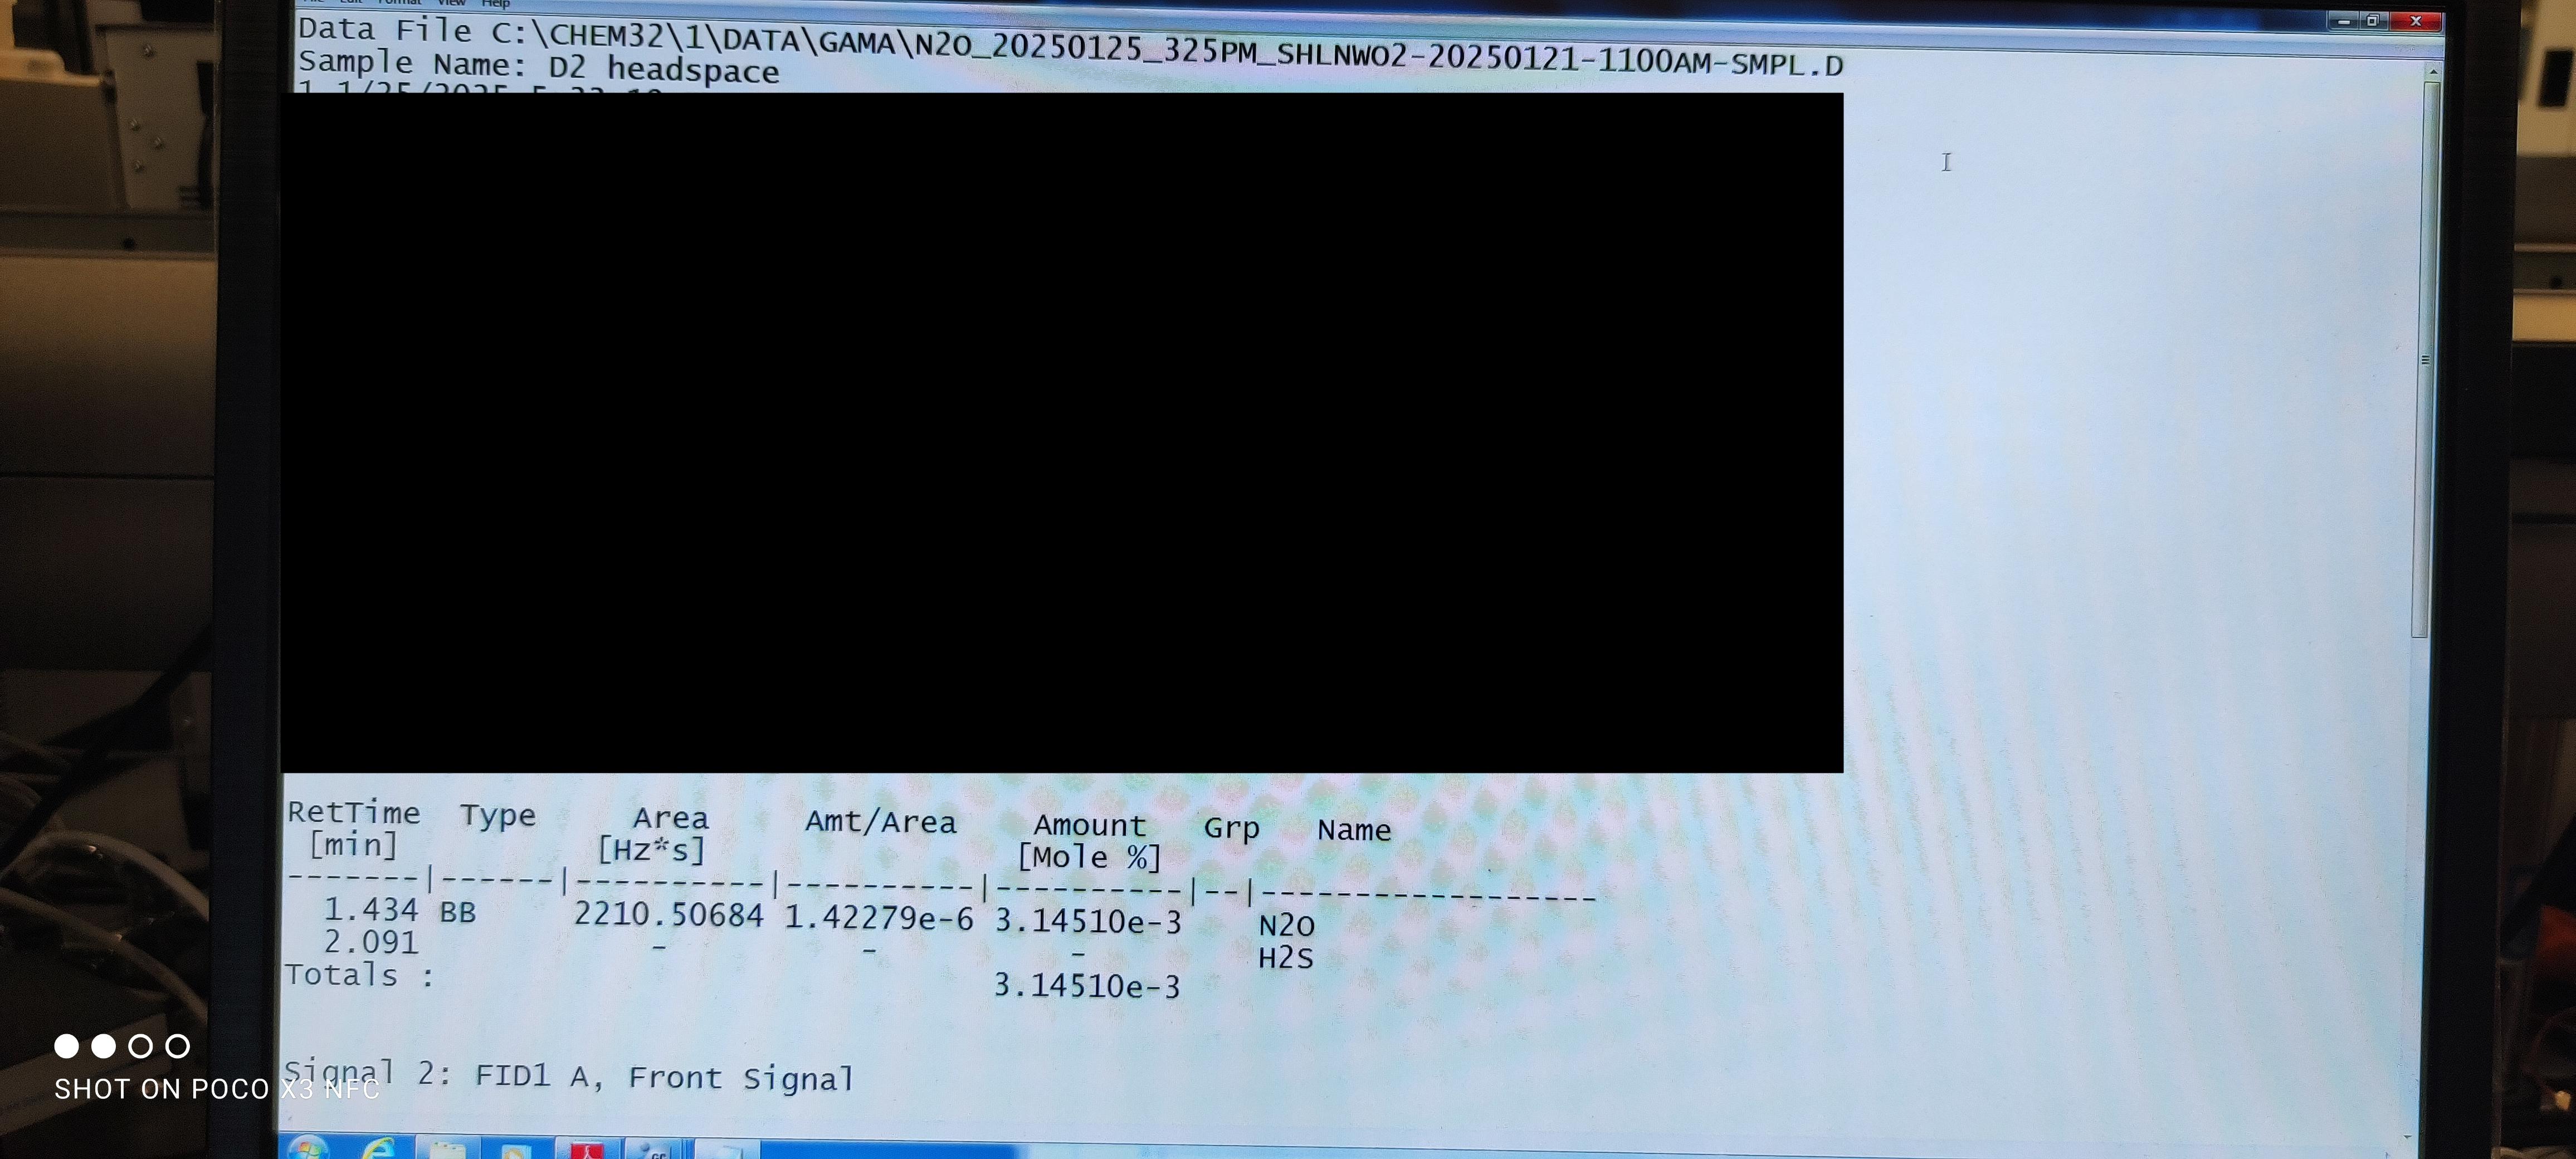 Edit Format View Help
Data File C:\CHEM32\1\DATA\GAMA\N2O_20250125_325PM_SHLNWO2-20250121-1100AM-SMPL.D
Sample Name: D2 headspace
RetTime Type Area Amt/Area Amount Grp Name
[min] [Hz*s] [Mole %]
-------|------|----------|----------|----------|--|------------------
1.434 BB 2210.50684 1.42279e-6 3.14510e-3 N2O
2.091 - - - H2S
Totals : 3.14510e-3
Signal 2: FID1 A, Front Signal
SHOT ON POCO X3 NFC